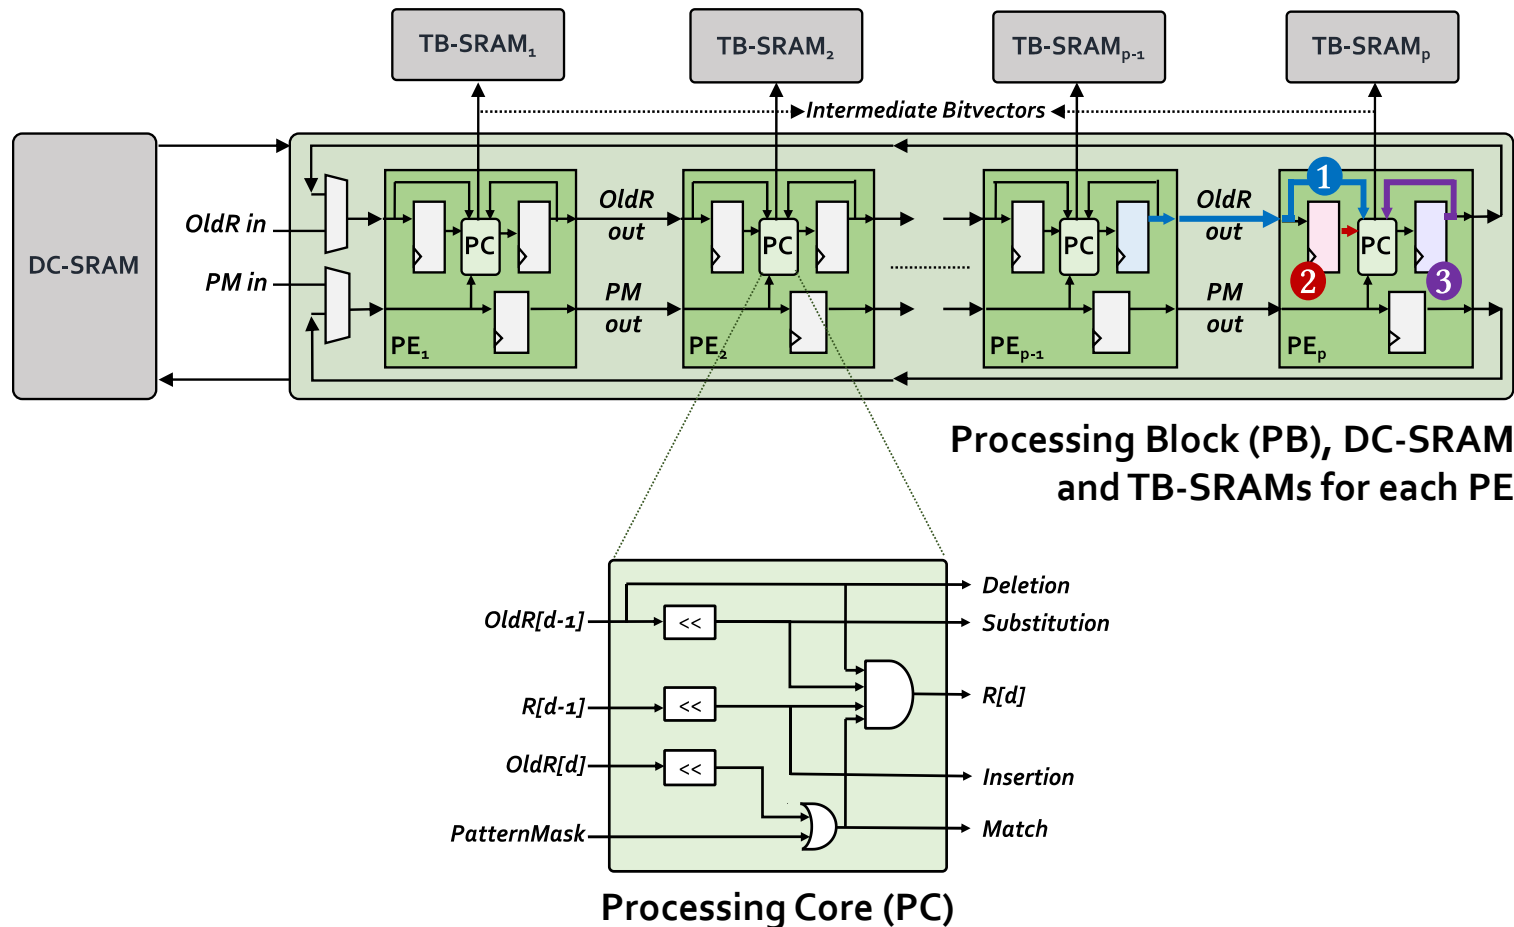 TB-SRAM₁
TB-SRAM₂
TB-SRAMₚ₋₁
TB-SRAMₚ
Intermediate Bitvectors
DC-SRAM
OldR in
PM in
PC
PE₁
OldR
out
PM
out
PC
PE₂
PC
PEₚ₋₁
OldR
out
PM
out
1
2
3
PC
PEₚ
Processing Block (PB), DC-SRAM
and TB-SRAMs for each PE
OldR[d-1]
R[d-1]
OldR[d]
PatternMask
<<
<<
<<
Deletion
Substitution
R[d]
Insertion
Match
Processing Core (PC)